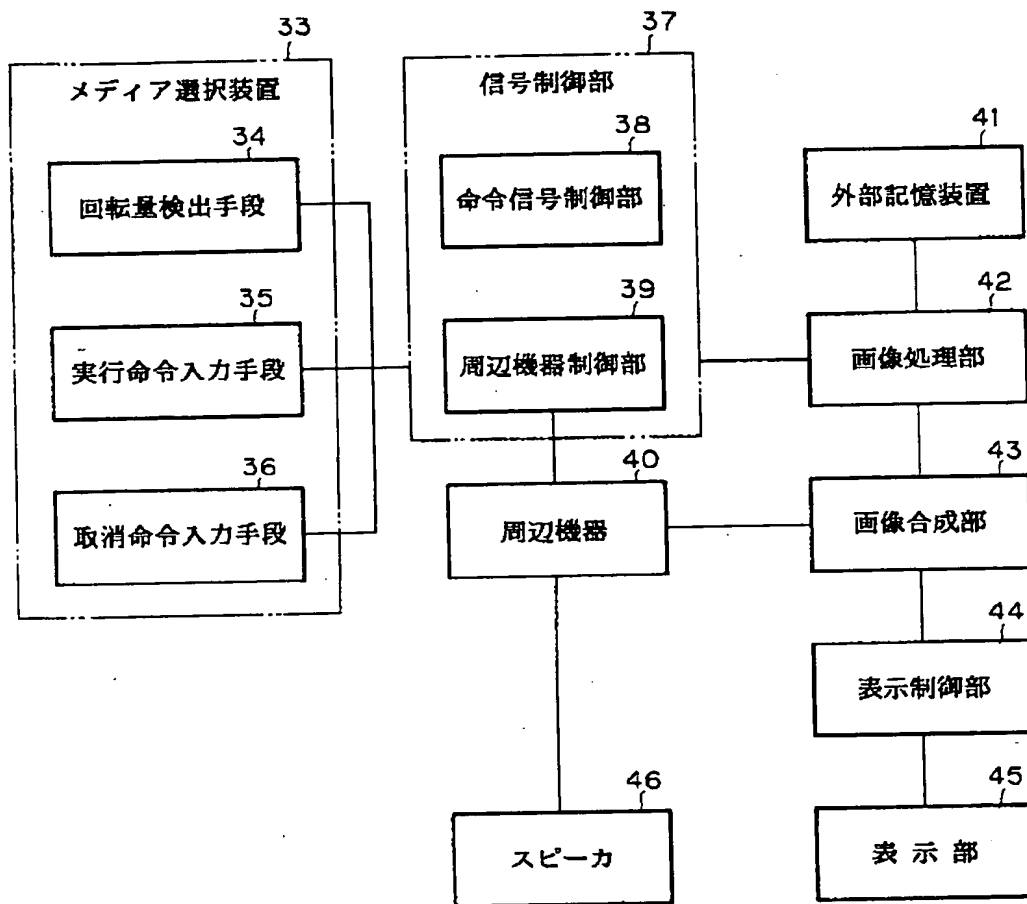 33
メディア選択装置
34
回転量検出手段
35
実行命令入力手段
36
取消命令入力手段
37
信号制御部
38
命令信号制御部
39
周辺機器制御部
40
周辺機器
46
スピーカ
41
外部記憶装置
42
画像処理部
43
画像合成部
44
表示制御部
45
表示部